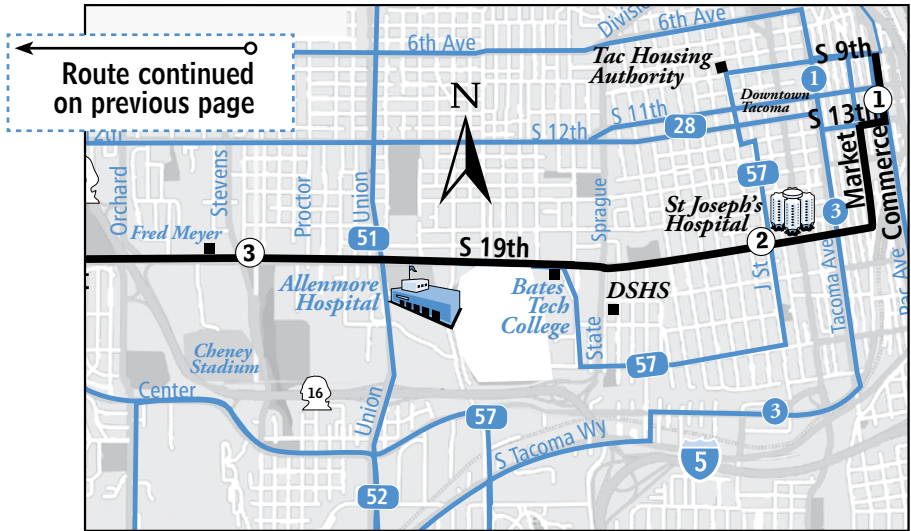 Route continued
on previous page
6th Ave
Division
6th Ave
Tac Housing
Authority
S 9th
1
Downtown
Tacoma
1
N
S 11th
S 13th
S 12th
28
2th
Orchard
Stevens
Proctor
Union
Sprague
57
Market
Commerce
St Joseph's
Hospital
3
Fred Meyer
51
S 19th
2
3
J St
Tacoma Ave
Pac Ave
Allenmore
Hospital
Bates
Tech
College
DSHS
State
57
Cheney
Stadium
Center
16
Union
57
3
S Tacoma Wy
5
52